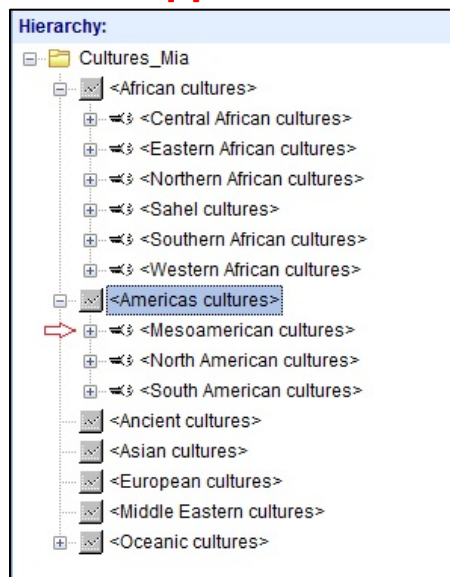 Hierarchy:
Cultures_Mia
<African cultures>
<Central African cultures>
<Eastern African cultures>
<Northern African cultures>
<Sahel cultures>
<Southern African cultures>
<Western African cultures>
<Americas cultures>
<Mesoamerican cultures>
<North American cultures>
<South American cultures>
<Ancient cultures>
<Asian cultures>
<European cultures>
<Middle Eastern cultures>
<Oceanic cultures>